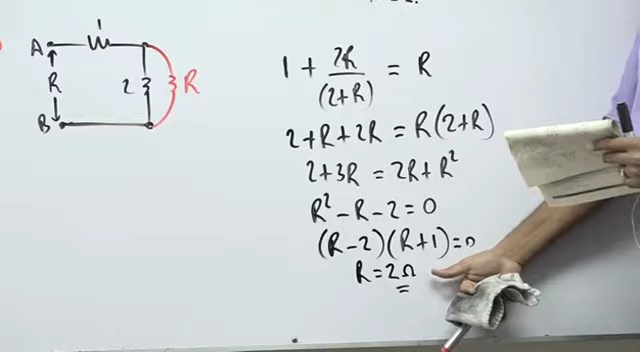 1
A
R
2
R
B
1 + 2R/(2+R) = R
2+R+2R = R(2+R)
2+3R = 2R+R²
R² - R - 2 = 0
(R-2)(R+1)=0
R=2Ω